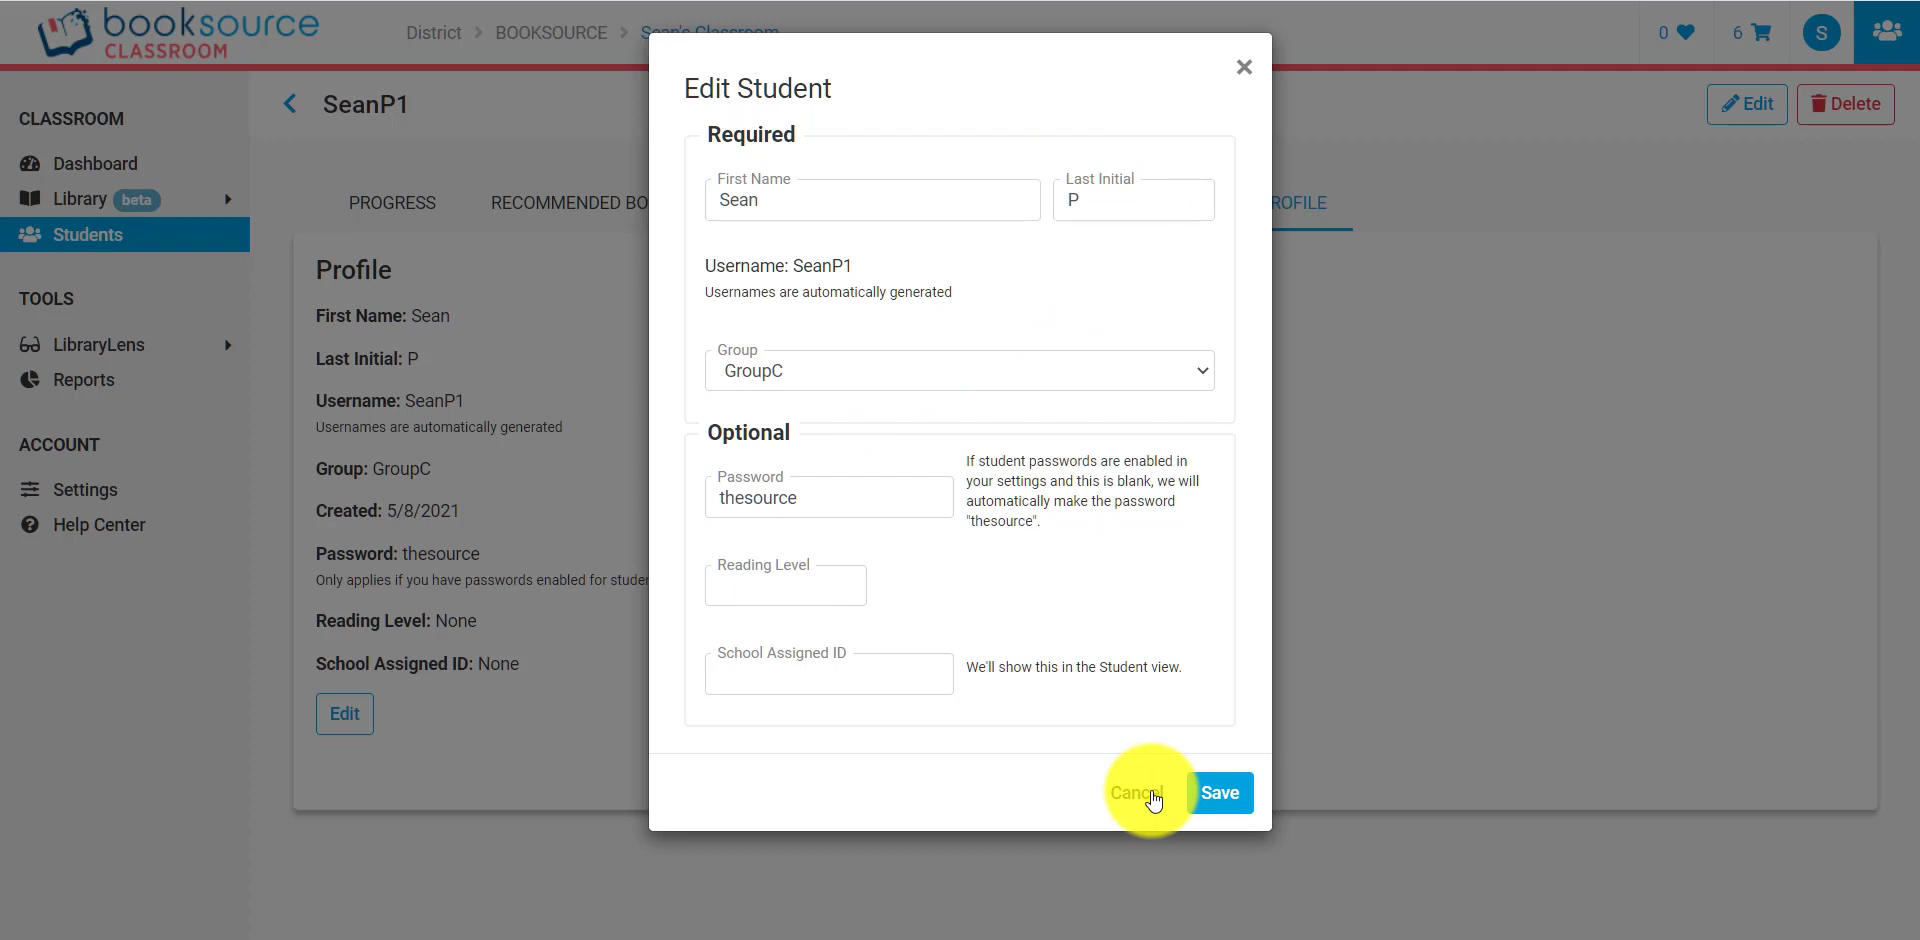 booksource
CLASSROOM
District > BOOKSOURCE > Sean's Classroom
0
6
S
CLASSROOM
Dashboard
Library beta
Students
TOOLS
LibraryLens
Reports
ACCOUNT
Settings
Help Center
SeanP1
Edit
Delete
PROGRESS
RECOMMENDED BO
ROFILE
Profile
First Name: Sean
Last Initial: P
Username: SeanP1
Usernames are automatically generated
Group: GroupC
Created: 5/8/2021
Password: thesource
Only applies if you have passwords enabled for studen
Reading Level: None
School Assigned ID: None
Edit
Edit Student
Required
First Name
Sean
Last Initial
P
Username: SeanP1
Usernames are automatically generated
Group
GroupC
Optional
Password
thesource
If student passwords are enabled in
your settings and this is blank, we will
automatically make the password
"thesource".
Reading Level
School Assigned ID
We'll show this in the Student view.
Cancel
Save